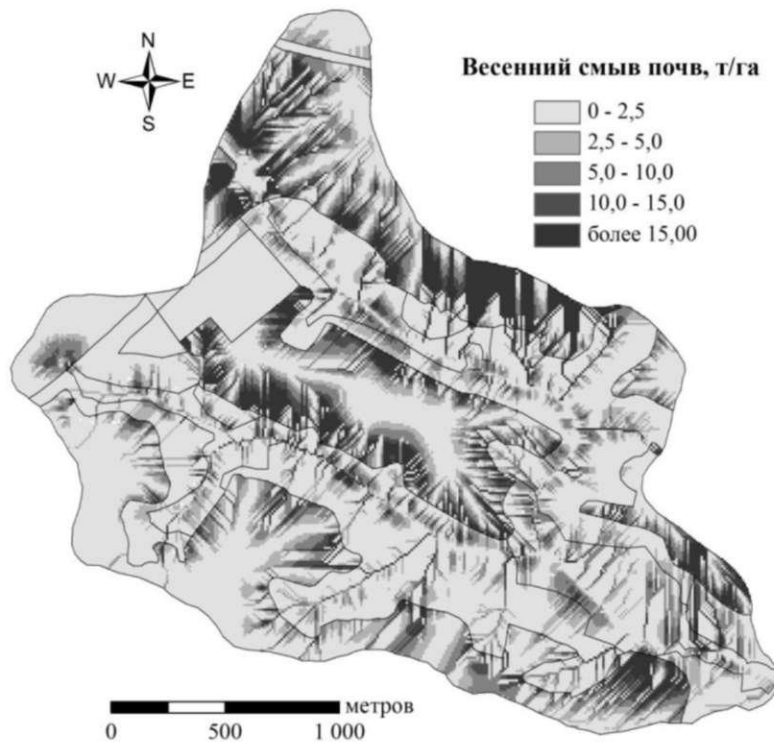 N
W E
S
Весенний смыв почв, т/га
0 - 2,5
2,5 - 5,0
5,0 - 10,0
10,0 - 15,0
более 15,00
метров
0 500 1 000